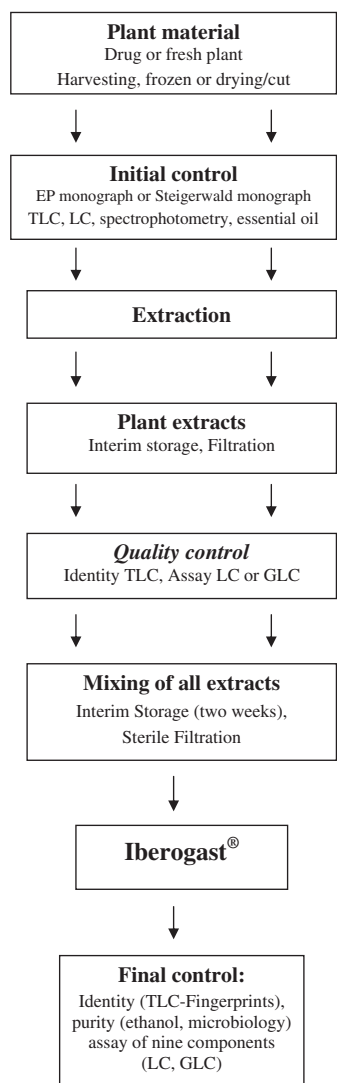 Plant material
Drug or fresh plant
Harvesting, frozen or drying/cut
Initial control
EP monograph or Steigerwald monograph
TLC, LC, spectrophotometry, essential oil
Extraction
Plant extracts
Interim storage, Filtration
Quality control
Identity TLC, Assay LC or GLC
Mixing of all extracts
Interim Storage (two weeks),
Sterile Filtration
Iberogast®
Final control:
Identity (TLC-Fingerprints),
purity (ethanol, microbiology)
assay of nine components
(LC, GLC)